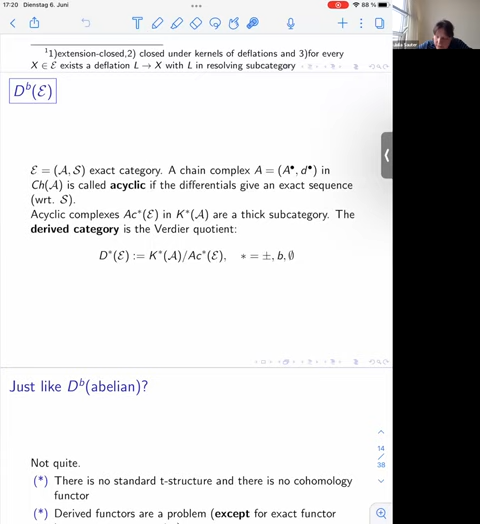 17:20 Dienstag 6. Juni
88 %
¹1)extension-closed,2) closed under kernels of deflations and 3)for every
X ∈ ℰ exists a deflation L → X with L in resolving subcategory
Dᵇ(ℰ)
ℰ = (𝒜, 𝒮) exact category. A chain complex A = (A•, d•) in
Ch(𝒜) is called acyclic if the differentials give an exact sequence
(wrt. 𝒮).
Acyclic complexes Ac*(ℰ) in K*(𝒜) are a thick subcategory. The
derived category is the Verdier quotient:
D*(ℰ) := K*(𝒜)/Ac*(ℰ), * = ±, b, ∅
Just like Dᵇ(abelian)?
14
/
38
Not quite.
(*) There is no standard t-structure and there is no cohomology
functor
(*) Derived functors are a problem (except for exact functor